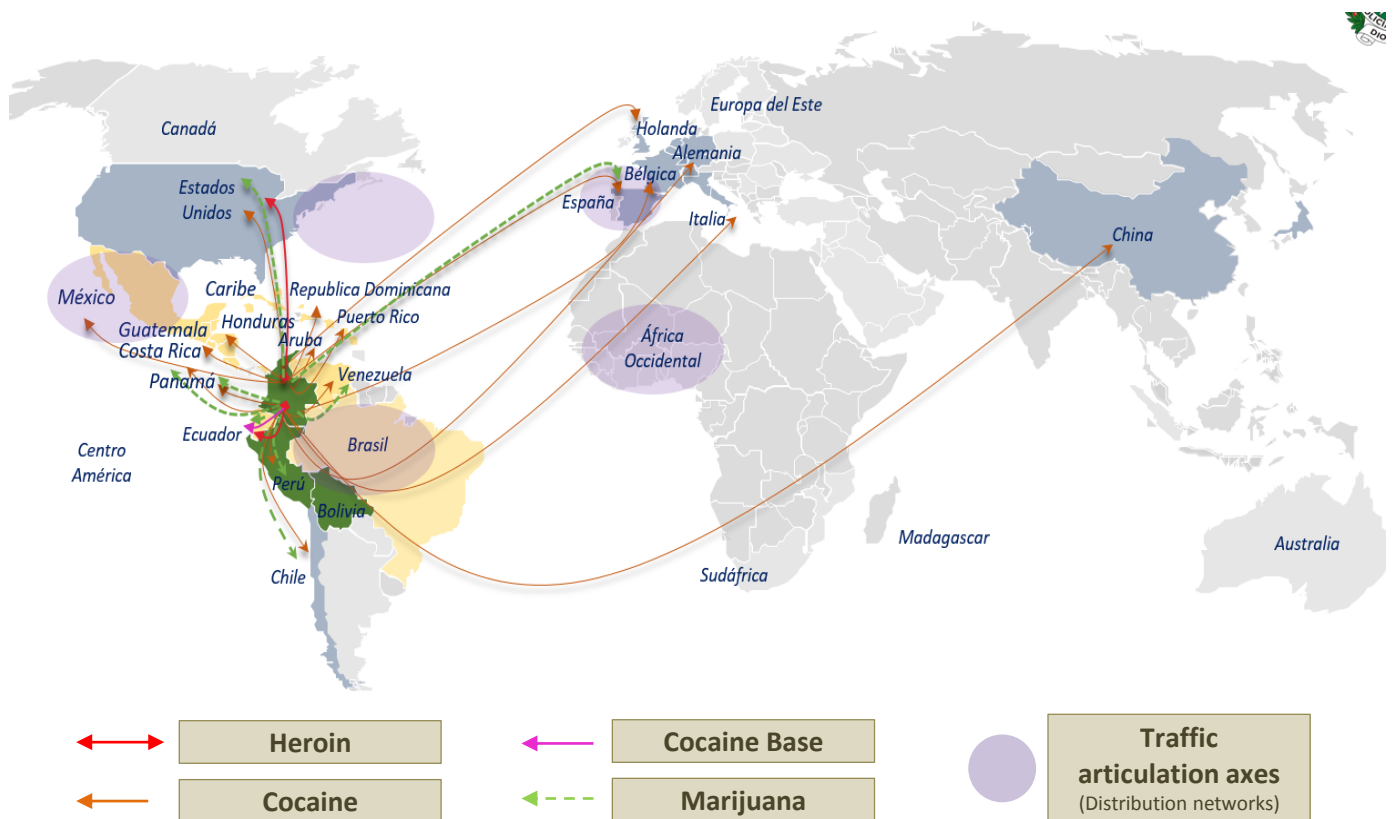 Canadá
Europa del Este
Holanda
Alemania
Estados
Unidos
Bélgica
España
Italia
China
México
Caribe
Republica Dominicana
Puerto Rico
Guatemala
Honduras
Aruba
Costa Rica
Panamá
Venezuela
África
Occidental
Ecuador
Brasil
Centro
América
Perú
Bolivia
Madagascar
Australia
Chile
Sudáfrica
Heroin
Cocaine Base
Traffic
articulation axes
(Distribution networks)
Cocaine
Marijuana